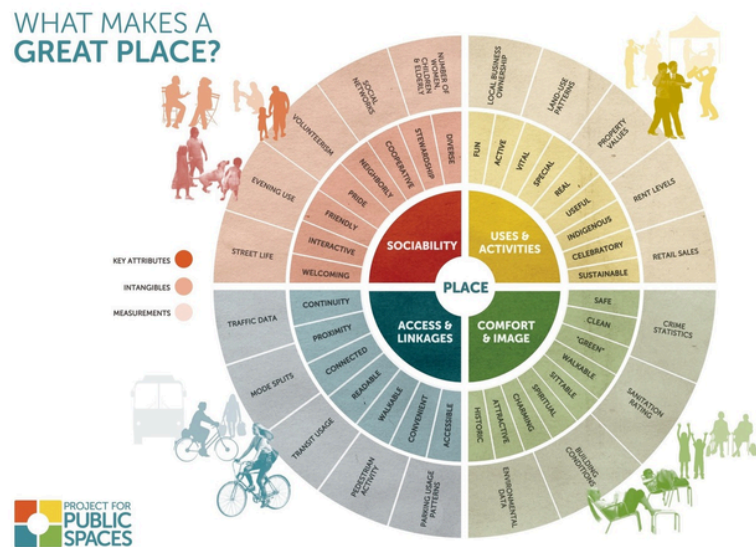 WHAT MAKES A
GREAT PLACE?
NUMBER OF
WOMEN,
CHILDREN
& ELDERLY
SOCIAL
NETWORKS
VOLUNTEERISM
EVENING USE
STREET LIFE
DIVERSE
STEWARDSHIP
COOPERATIVE
NEIGHBORLY
PRIDE
FRIENDLY
INTERACTIVE
WELCOMING
SOCIABILITY
LOCAL BUSINESS
OWNERSHIP
LAND-USE
PATTERNS
PROPERTY
VALUES
RENT LEVELS
RETAIL SALES
FUN
ACTIVE
VITAL
SPECIAL
REAL
USEFUL
INDIGENOUS
CELEBRATORY
SUSTAINABLE
USES &
ACTIVITIES
KEY ATTRIBUTES
INTANGIBLES
MEASUREMENTS
PLACE
ACCESS &
LINKAGES
CONTINUITY
PROXIMITY
CONNECTED
READABLE
WALKABLE
CONVENIENT
ACCESSIBLE
TRAFFIC DATA
MODE SPLITS
TRANSIT USAGE
PEDESTRIAN
ACTIVITY
PARKING USAGE
PATTERNS
COMFORT
& IMAGE
SAFE
CLEAN
"GREEN"
WALKABLE
SITTABLE
SPIRITUAL
CHARMING
ATTRACTIVE
HISTORIC
CRIME
STATISTICS
SANITATION
RATING
BUILDING
CONDITIONS
ENVIRONMENTAL
DATA
PROJECT FOR
PUBLIC
SPACES